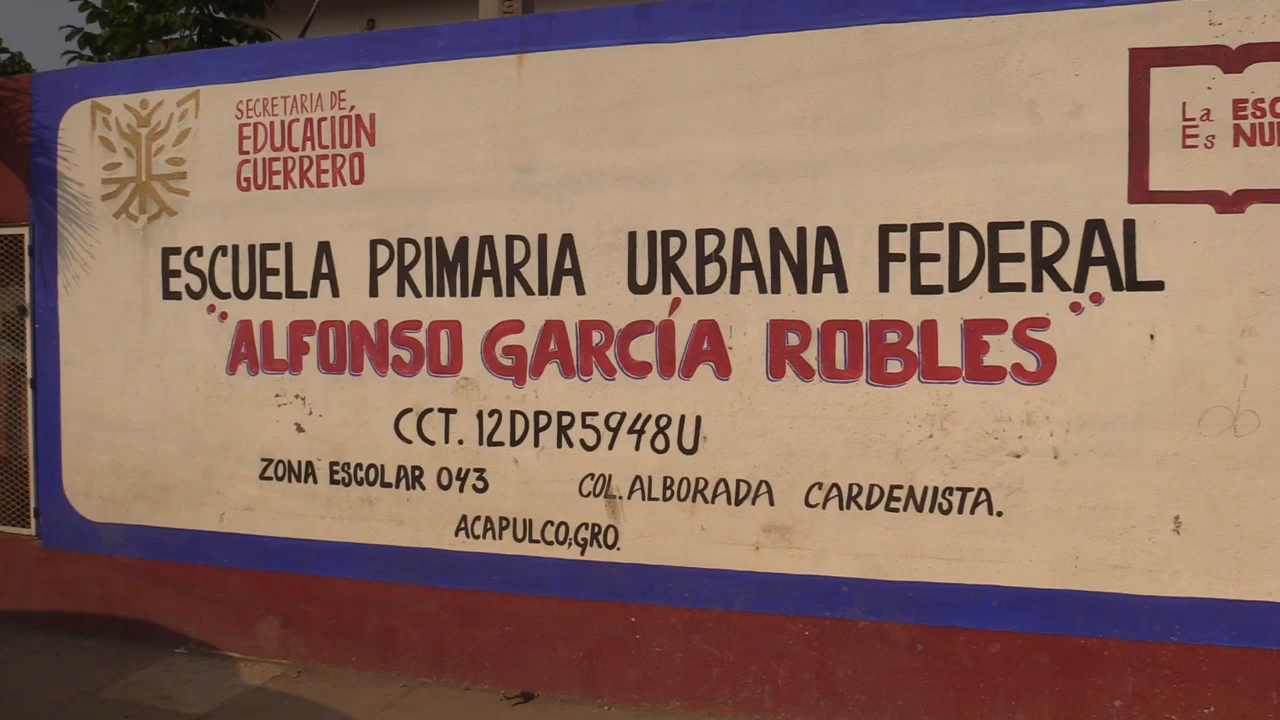 SECRETARIA DE
EDUCACIÓN
GUERRERO
La ESC
Es NU
ESCUELA PRIMARIA URBANA FEDERAL
"ALFONSO GARCÍA ROBLES"
CCT. 12DPR5948U
ZONA ESCOLAR 043 COL. ALBORADA CARDENISTA.
ACAPULCO,GRO.